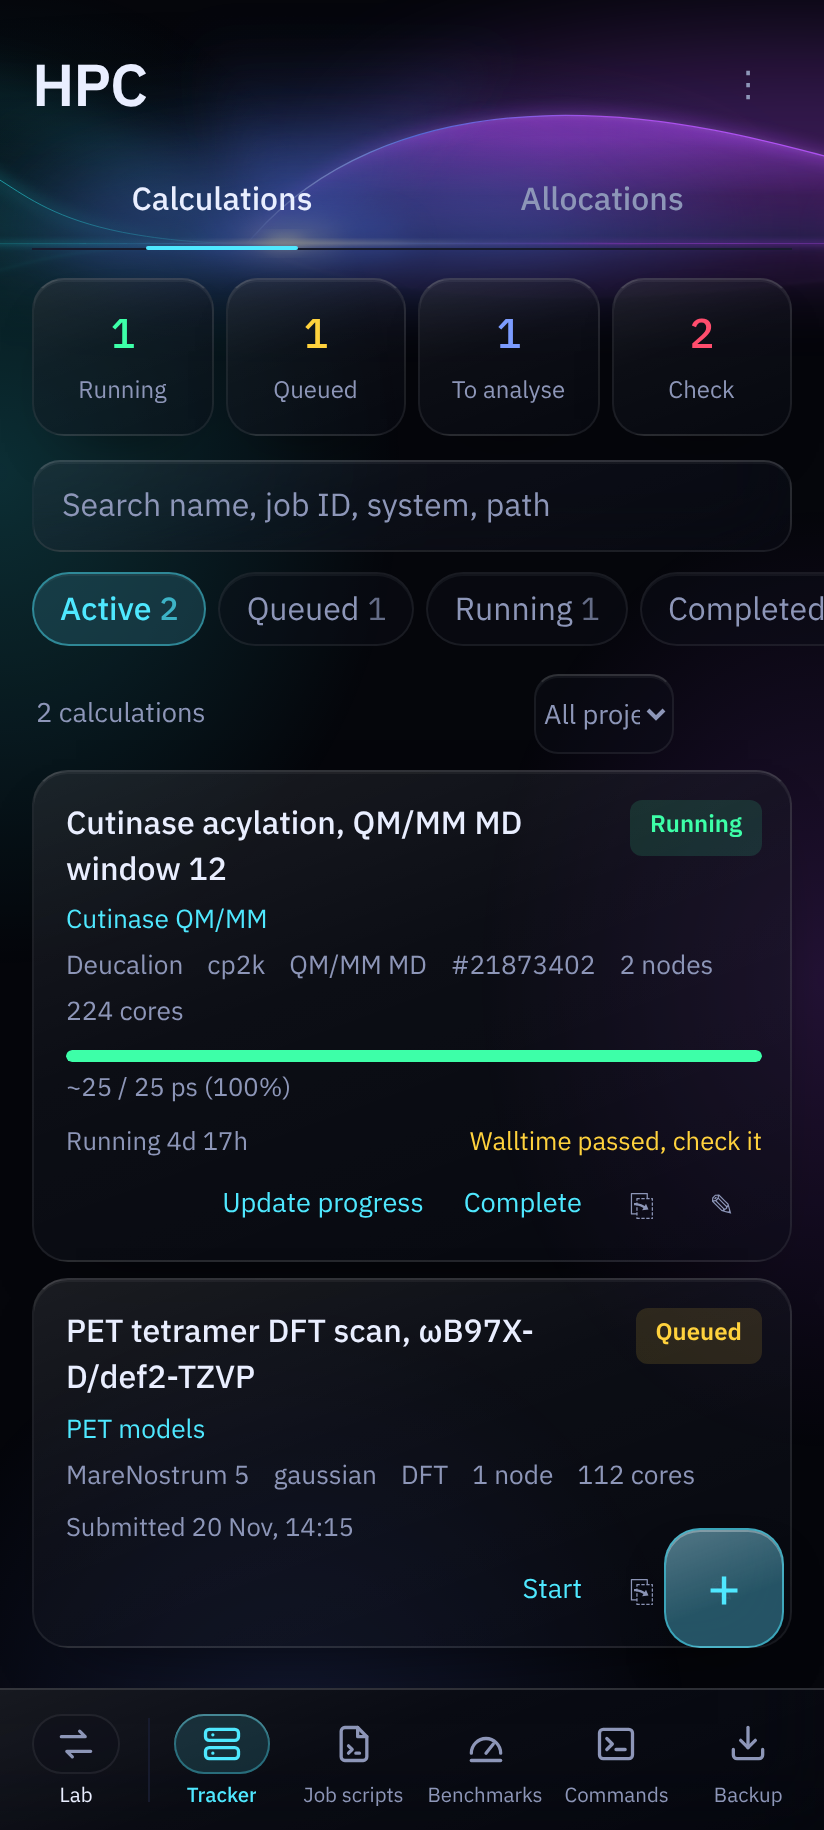 HPC
Calculations
Allocations
1
Running
1
Queued
1
To analyse
2
Check
Search name, job ID, system, path
Active 2
Queued 1
Running 1
Completed
2 calculations
All proje
Cutinase acylation, QM/MM MD
window 12
Running
Cutinase QM/MM
Deucalion cp2k QM/MM MD #21873402 2 nodes
224 cores
~25 / 25 ps (100%)
Running 4d 17h
Walltime passed, check it
Update progress
Complete
PET tetramer DFT scan, ωB97X-
D/def2-TZVP
Queued
PET models
MareNostrum 5 gaussian DFT 1 node 112 cores
Submitted 20 Nov, 14:15
Start
+
Lab
Tracker
Job scripts
Benchmarks
Commands
Backup